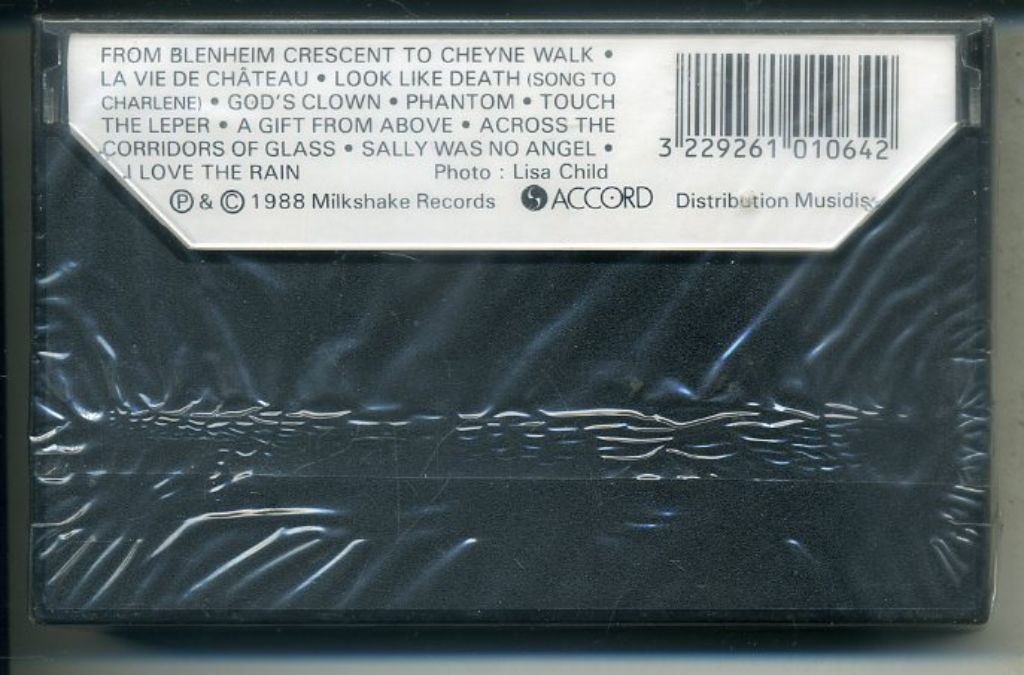 FROM BLENHEIM CRESCENT TO CHEYNE WALK •
LA VIE DE CHÂTEAU • LOOK LIKE DEATH (SONG TO
CHARLENE) • GOD'S CLOWN • PHANTOM • TOUCH
THE LEPER • A GIFT FROM ABOVE • ACROSS THE
CORRIDORS OF GLASS • SALLY WAS NO ANGEL •
I LOVE THE RAIN Photo : Lisa Child
℗ & © 1988 Milkshake Records ACCORD Distribution Musidisc
3 229261 010642